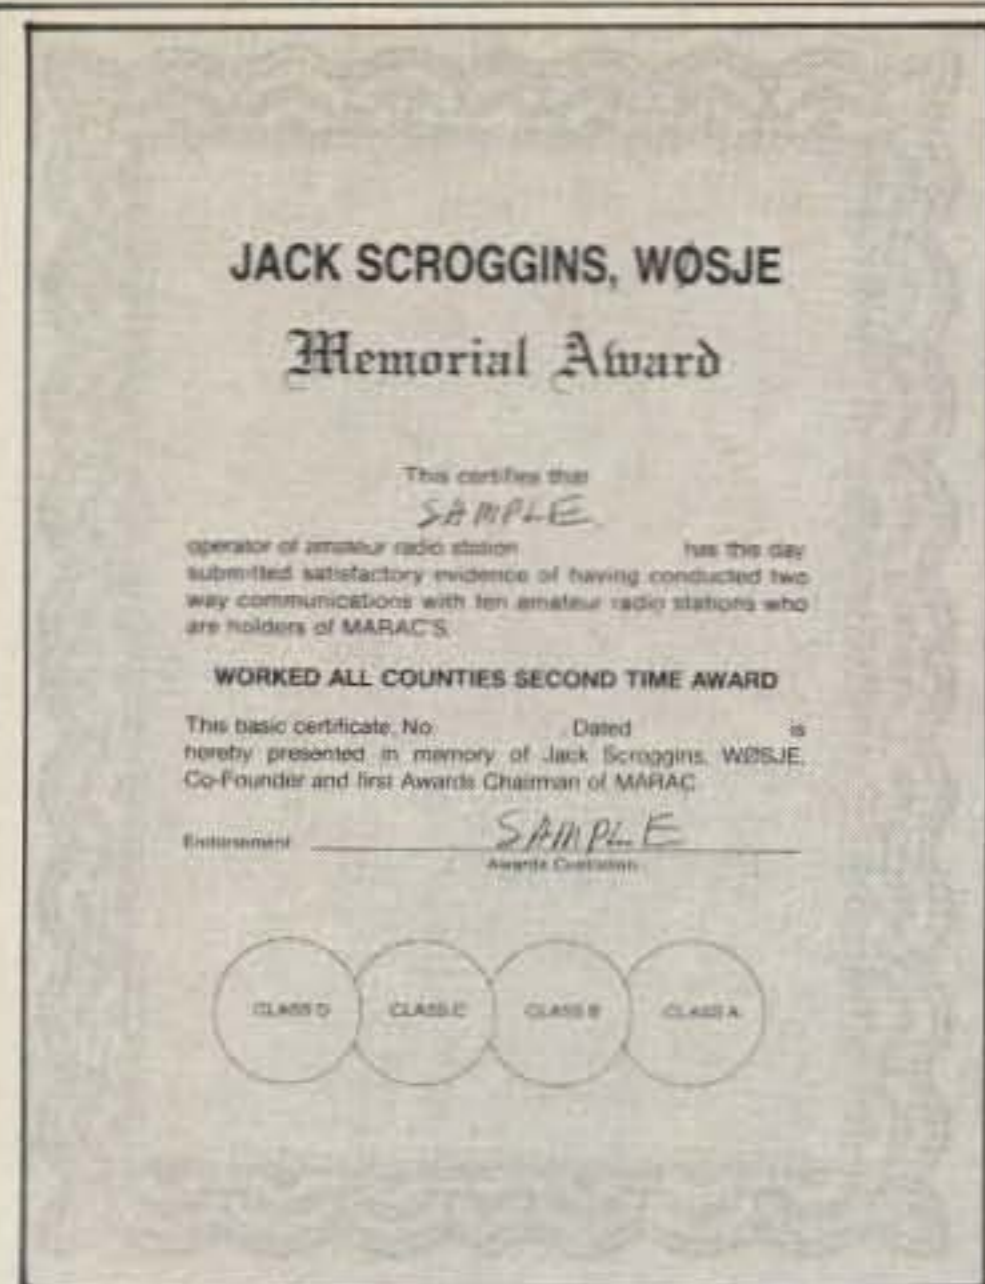 JACK SCROGGINS, WØSJE
Memorial Award
This certifies that
SAMPLE
operator of amateur radio station has this day
submitted satisfactory evidence of having conducted two
way communications with ten amateur radio stations who
are holders of MARAC'S
WORKED ALL COUNTIES SECOND TIME AWARD
This basic certificate, No. Dated is
hereby presented in memory of Jack Scroggins, WØSJE,
Co-Founder and first Awards Chairman of MARAC
Endorsement SAMPLE
Awards Custodian
CLASS D CLASS C CLASS B CLASS A